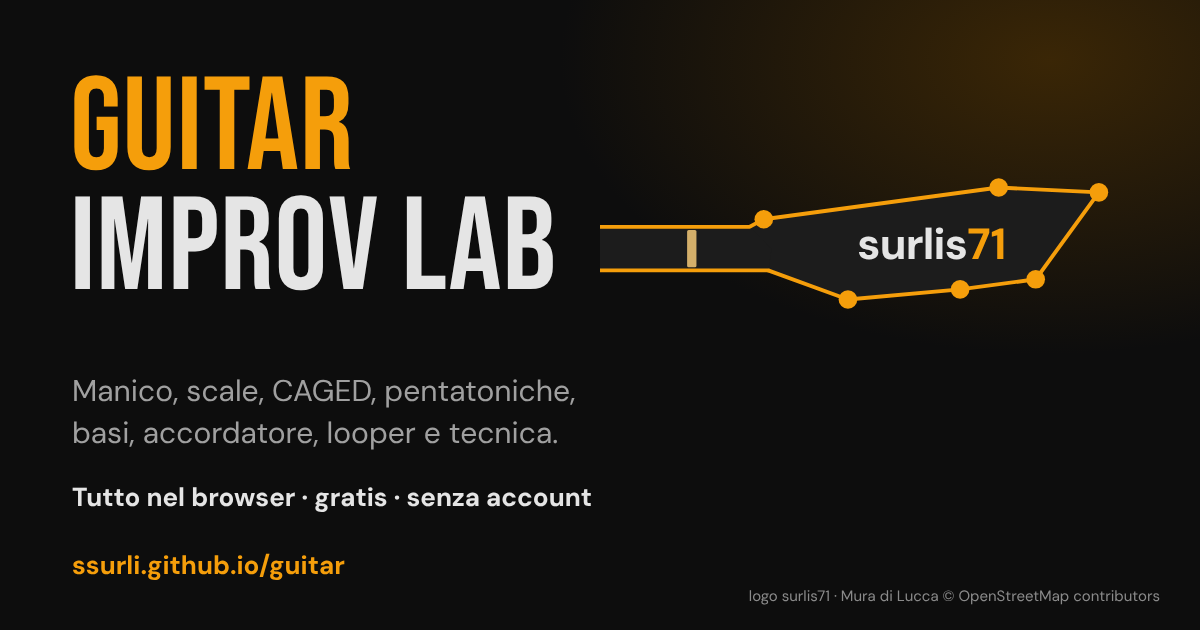 GUITAR
IMPROV LAB
surlis71
Manico, scale, CAGED, pentatoniche,
basi, accordatore, looper e tecnica.
Tutto nel browser · gratis · senza account
ssurli.github.io/guitar
logo surlis71 · Mura di Lucca © OpenStreetMap contributors